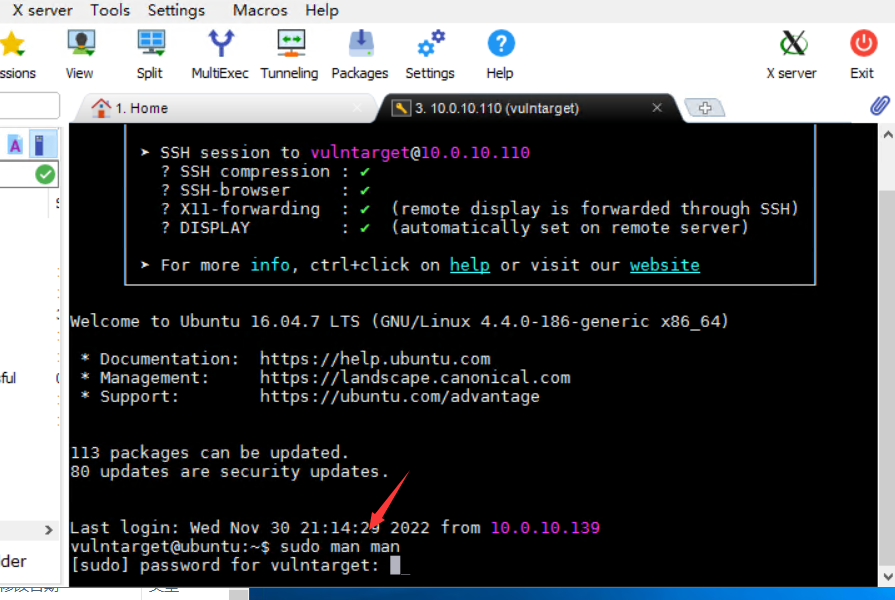 X server Tools Settings Macros Help
View Split MultiExec Tunneling Packages Settings Help X server Exit
1. Home 3. 10.0.10.110 (vulntarget)
A
➤ SSH session to vulntarget@10.0.10.110
? SSH compression : ✔
? SSH-browser : ✔
? X11-forwarding : ✔ (remote display is forwarded through SSH)
? DISPLAY : ✔ (automatically set on remote server)
➤ For more info, ctrl+click on help or visit our website
Welcome to Ubuntu 16.04.7 LTS (GNU/Linux 4.4.0-186-generic x86_64)
* Documentation: https://help.ubuntu.com
* Management: https://landscape.canonical.com
* Support: https://ubuntu.com/advantage
113 packages can be updated.
80 updates are security updates.
Last login: Wed Nov 30 21:14:29 2022 from 10.0.10.139
vulntarget@ubuntu:~$ sudo man man
[sudo] password for vulntarget: